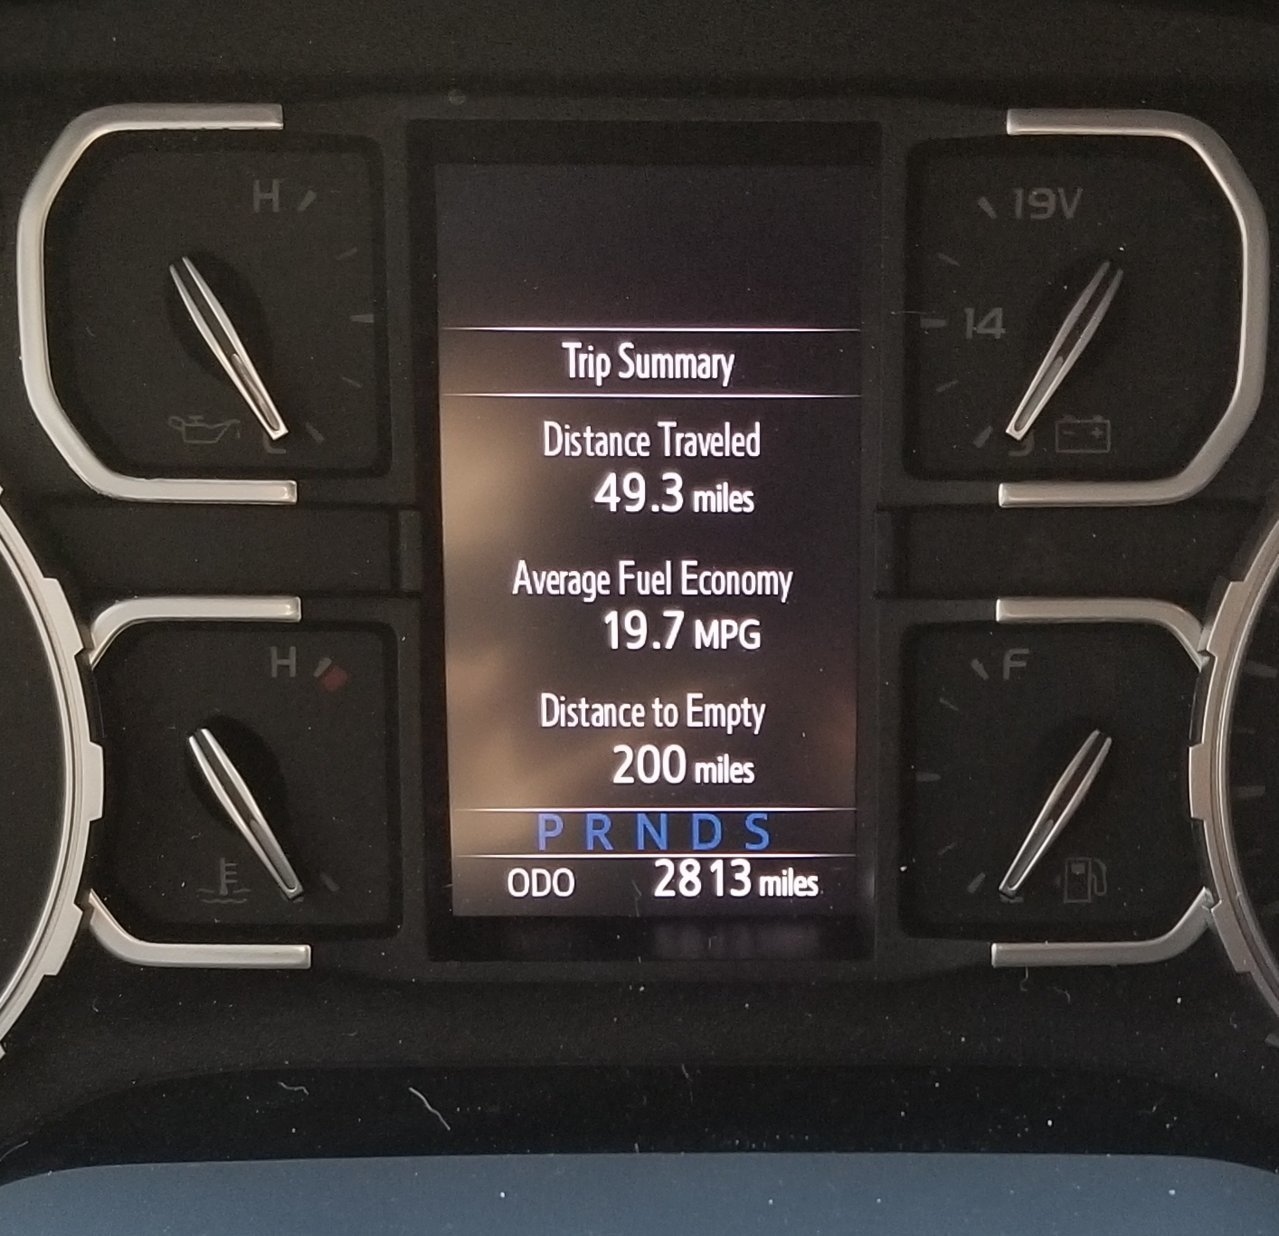 H
19V
14
9
Trip Summary
Distance Traveled
49.3 miles
Average Fuel Economy
19.7 MPG
Distance to Empty
200 miles
H
F
P R N D S
ODO 2813 miles